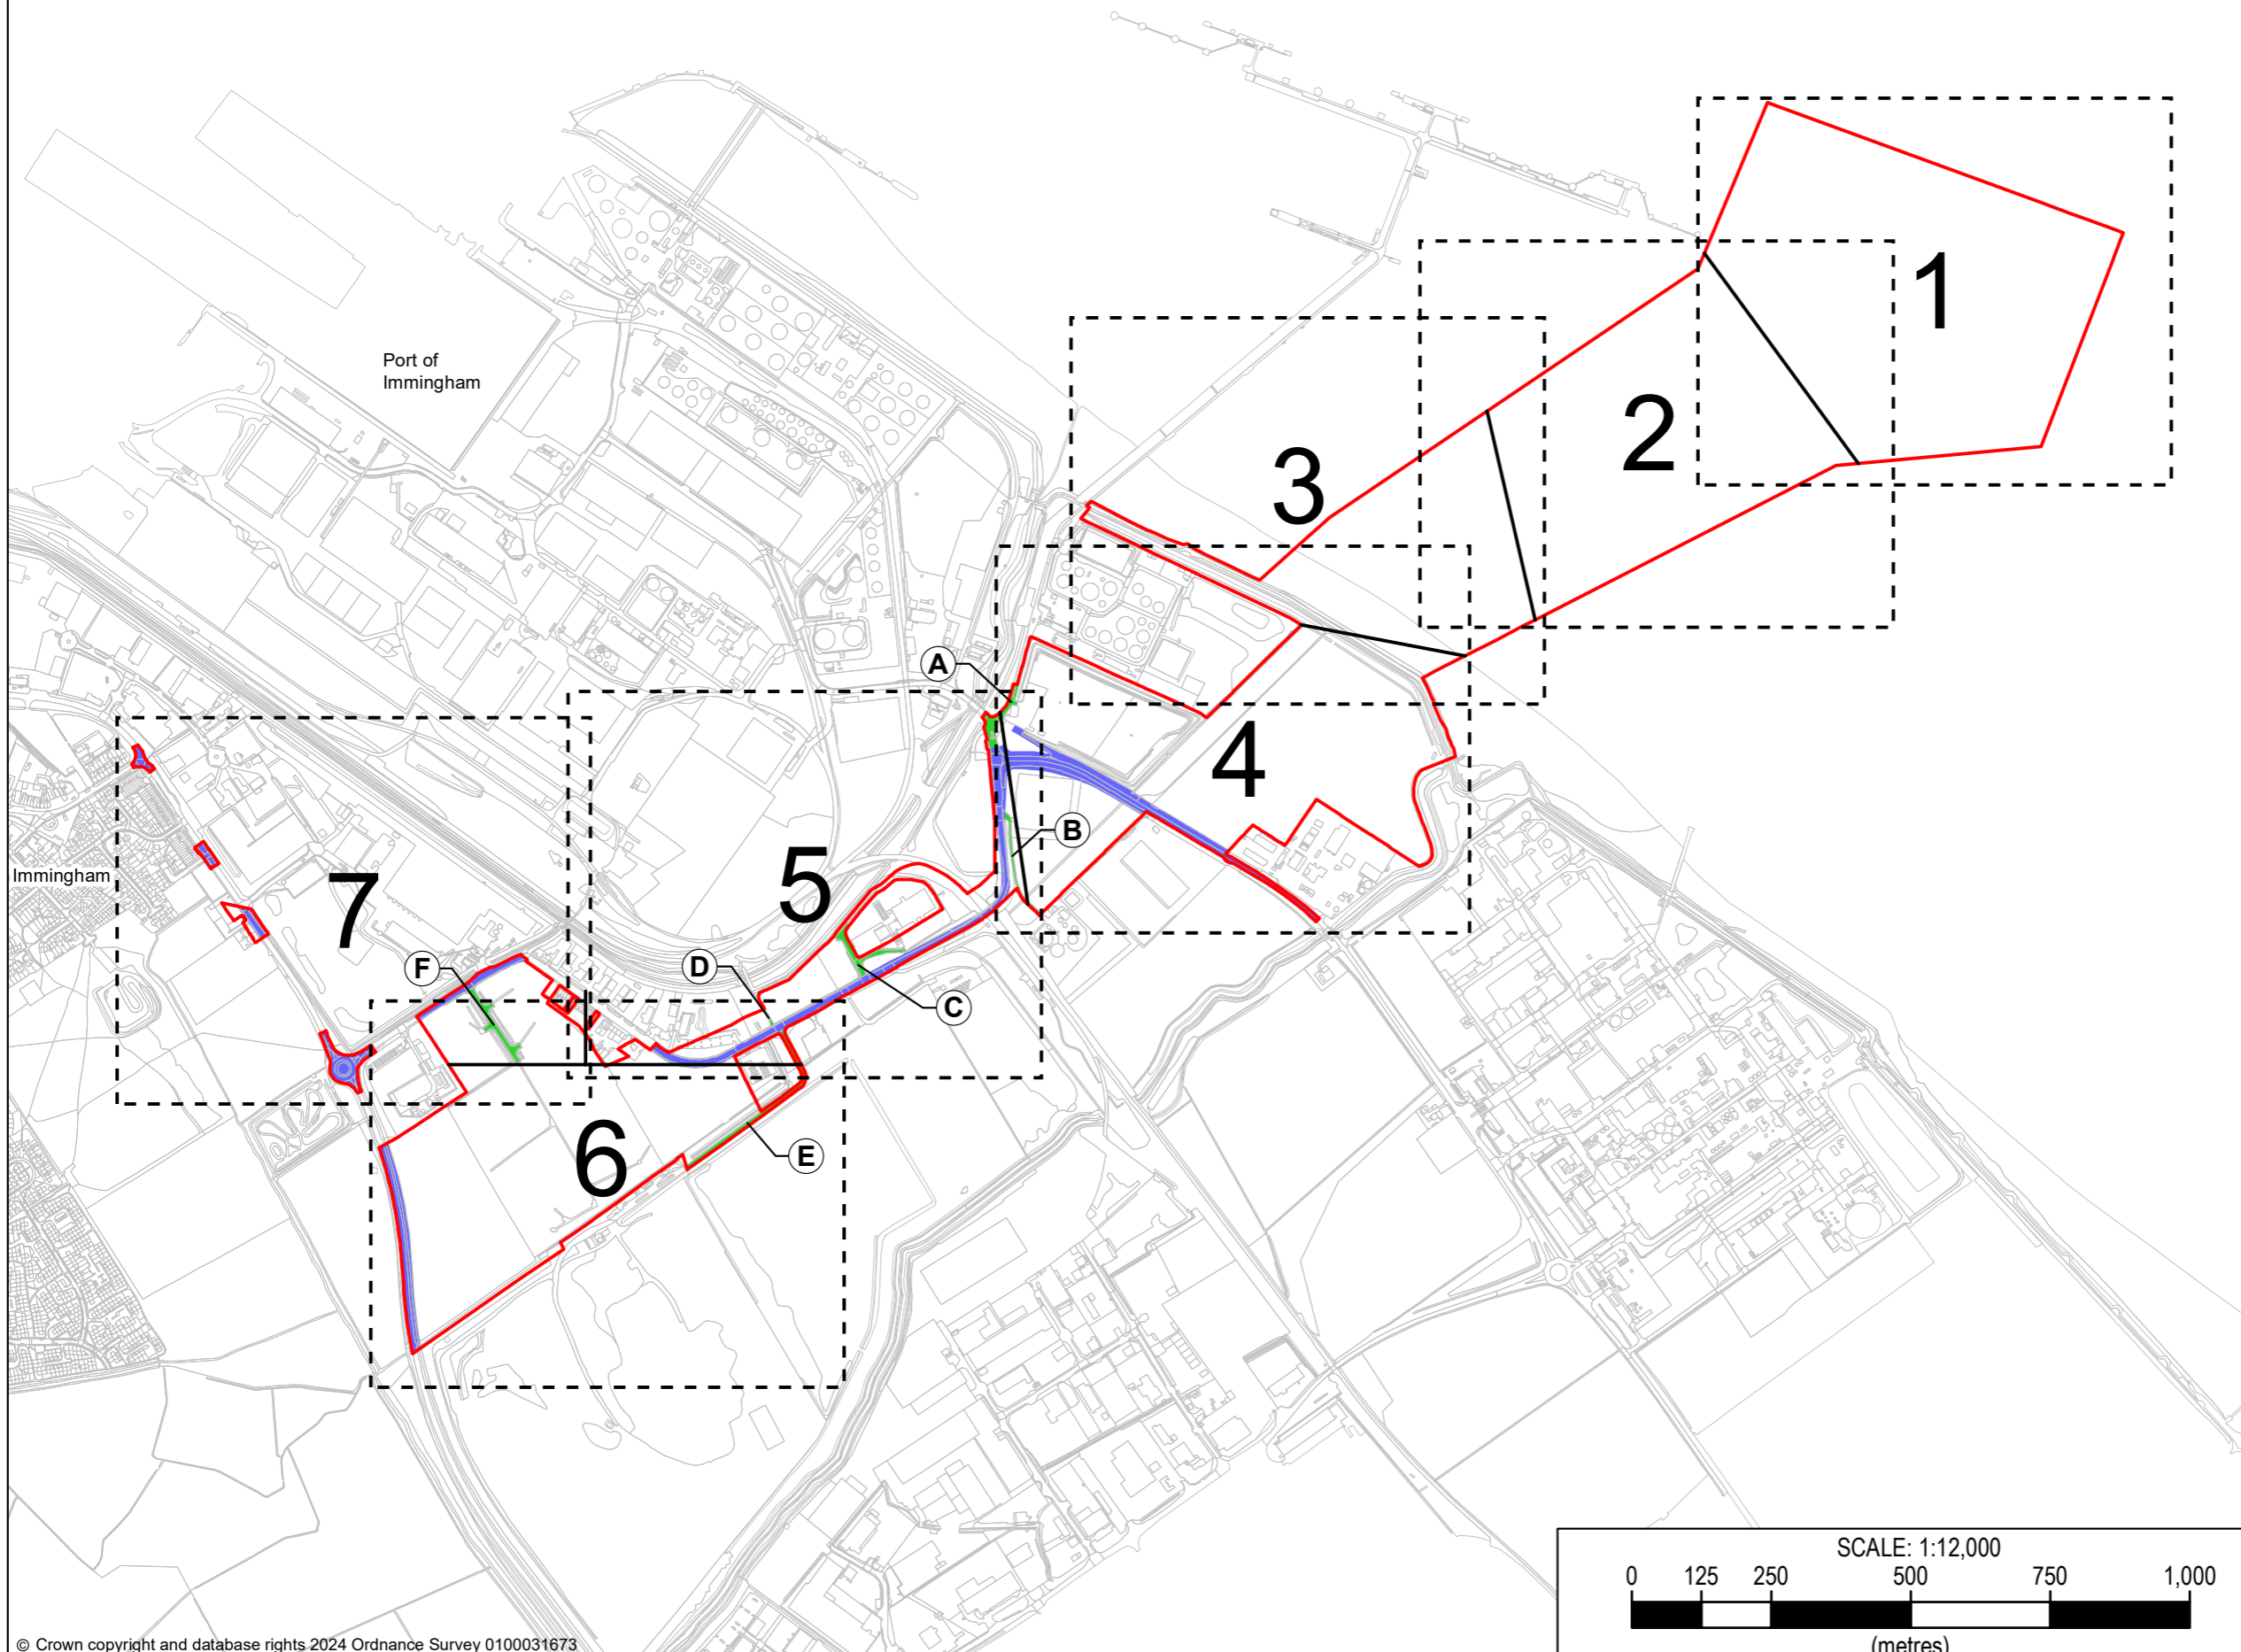 Port of
Immingham
1
2
3
A
4
B
Immingham
5
7
F
D
C
6
E
SCALE: 1:12,000
0 125 250 500 750 1,000
(metres)
© Crown copyright and database rights 2024 Ordnance Survey 0100031673